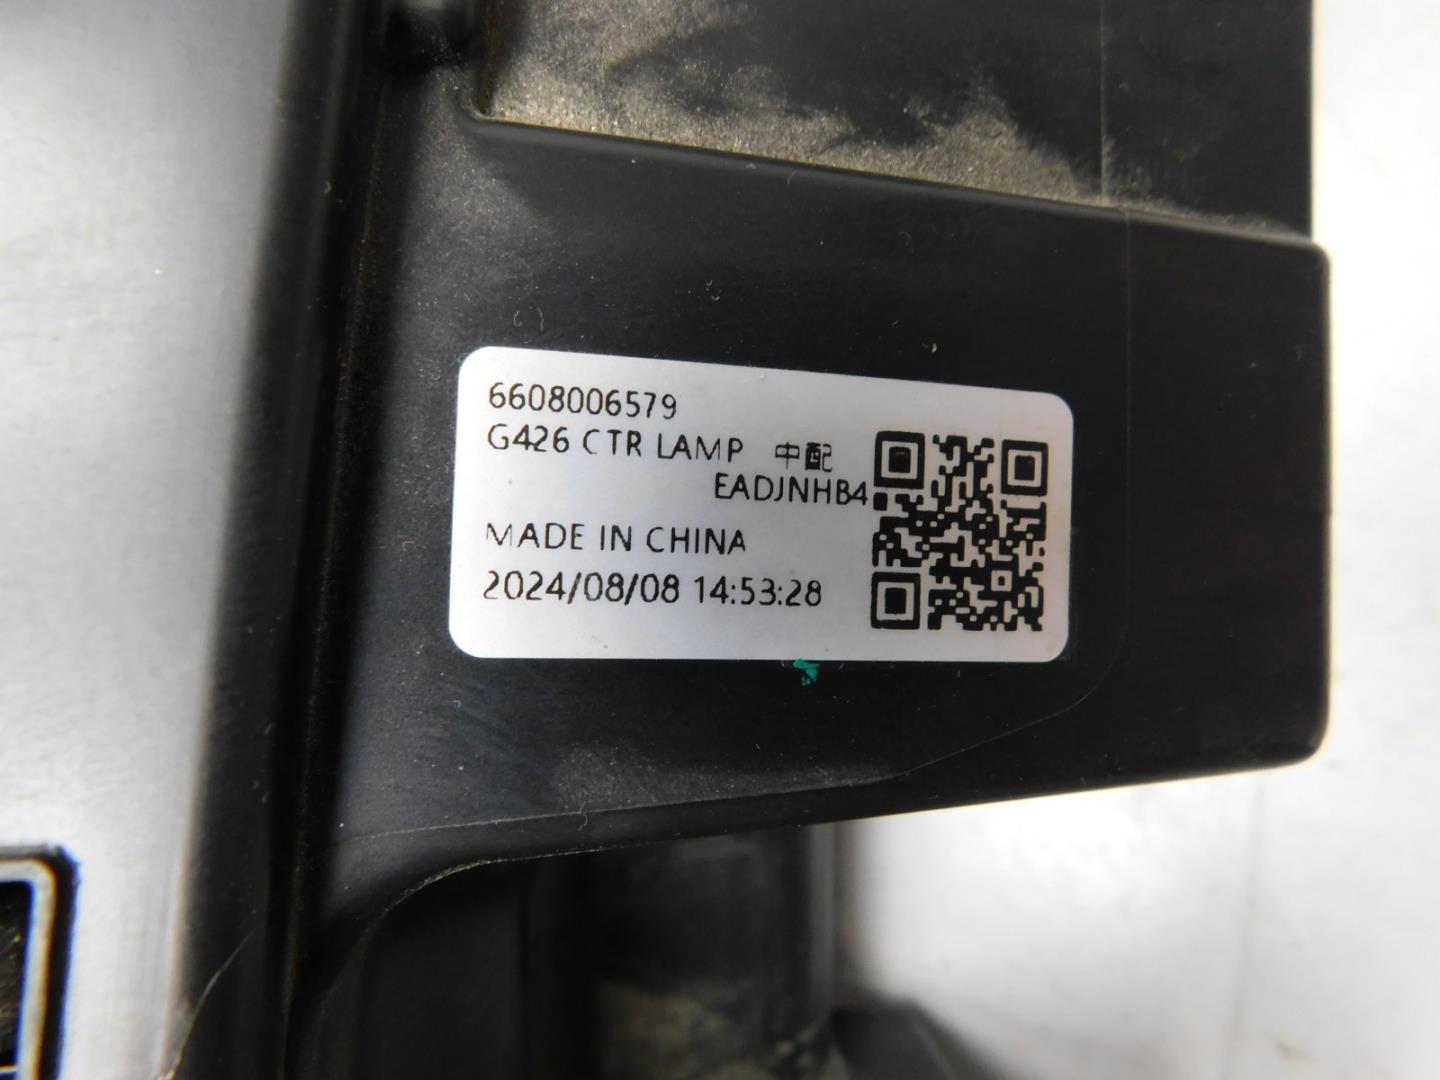 6608006579
G426 CTR LAMP 中配
EADJNHB4
MADE IN CHINA
2024/08/08 14:53:28